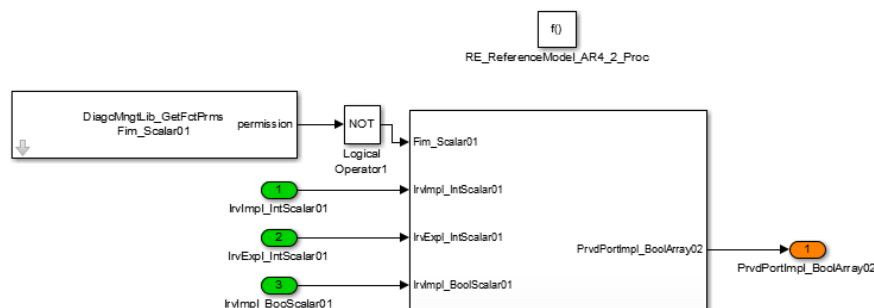 f()
RE_ReferenceModel_AR4_2_Proc
DiagcMngtLib_GetFctPrms
Fim_Scalar01
permission
NOT
Logical
Operator1
Fim_Scalar01
1
IrvImpl_IntScalar01
IrvImpl_IntScalar01
2
IrvExpl_IntScalar01
IrvExpl_IntScalar01
PrvdPortImpl_BoolArray02
1
PrvdPortImpl_BoolArray02
3
IrvImpl_BoolScalar01
IrvImpl_BooScalar01